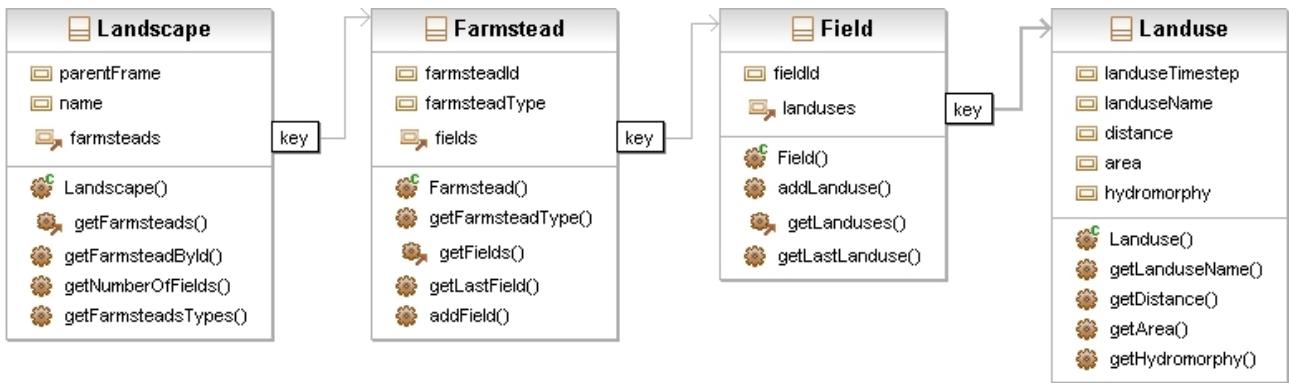 Landscape
parentFrame
name
farmsteads
key
Landscape()
getFarmsteads()
getFarmsteadById()
getNumberOfFields()
getFarmsteadsTypes()
Farmstead
farmsteadId
farmsteadType
fields
key
Farmstead()
getFarmsteadType()
getFields()
getLastField()
addField()
Field
fieldId
landuses
key
Field()
addLanduse()
getLanduses()
getLastLanduse()
Landuse
landuseTimestep
landuseName
distance
area
hydromorphy
Landuse()
getLanduseName()
getDistance()
getArea()
getHydromorphy()